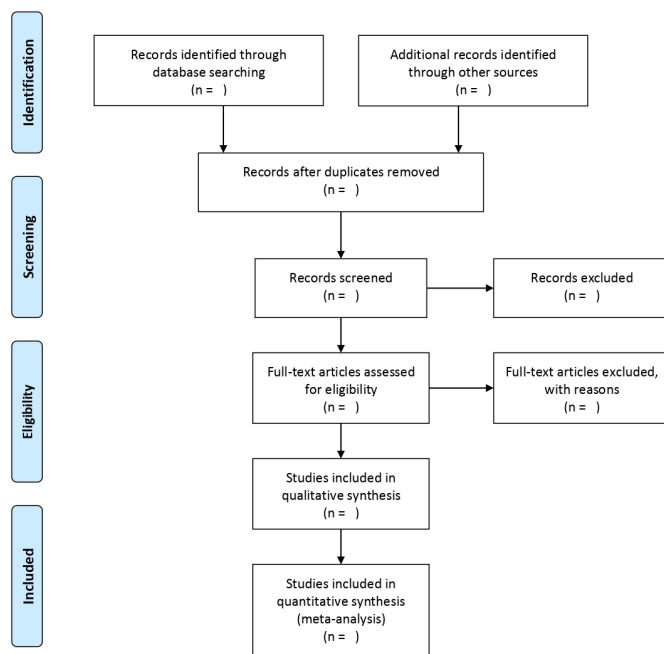 Identification
Records identified through
database searching
(n =   )
Additional records identified
through other sources
(n =   )
Records after duplicates removed
(n =   )
Screening
Records screened
(n =   )
Records excluded
(n =   )
Eligibility
Full-text articles assessed
for eligibility
(n =   )
Full-text articles excluded,
with reasons
(n =   )
Studies included in
qualitative synthesis
(n =   )
Included
Studies included in
quantitative synthesis
(meta-analysis)
(n =   )